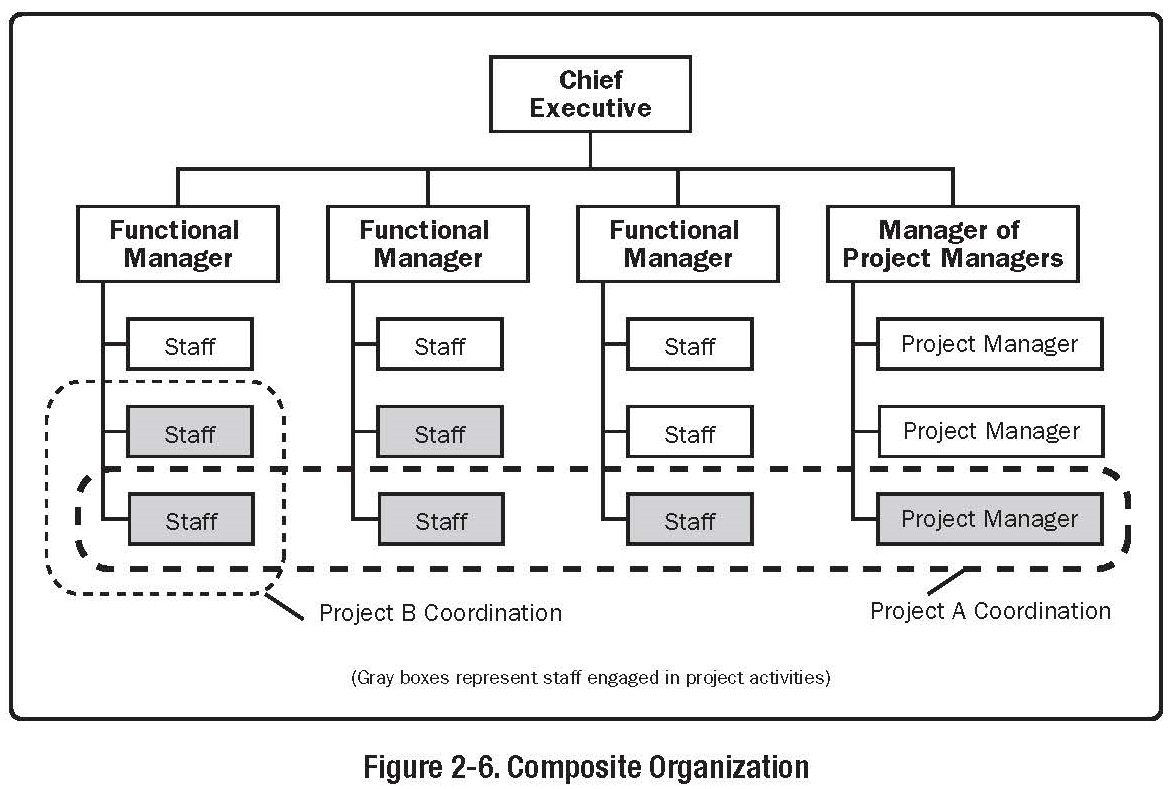 Chief
Executive
Functional
Manager
Functional
Manager
Functional
Manager
Manager of
Project Managers
Staff
Staff
Staff
Project Manager
Staff
Staff
Staff
Project Manager
Staff
Staff
Staff
Project Manager
Project B Coordination
Project A Coordination
(Gray boxes represent staff engaged in project activities)
Figure 2-6. Composite Organization